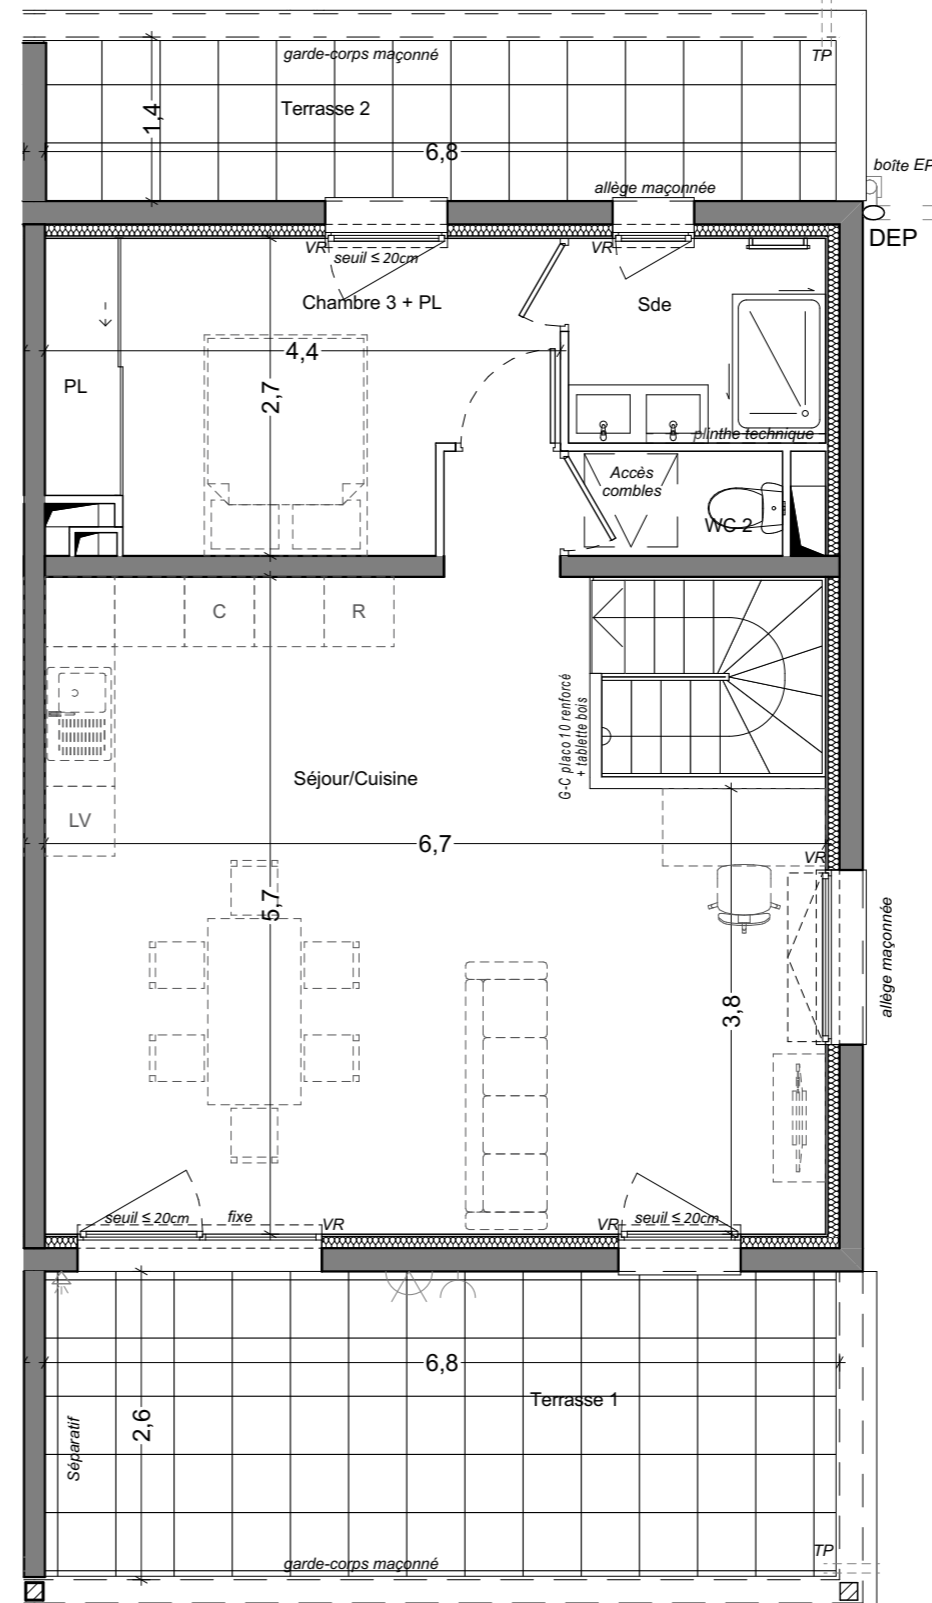 garde-corps maçonné
TP
Terrasse 2
1,4
6,8
boîte EP
allège maçonnée
DEP
VR
seuil ≤ 20cm
VR
Chambre 3 + PL
Sde
4,4
PL
2,7
plinthe technique
Accès
combles
WC 2
C
R
G-C placo 10 renforcé
+ tablette bois
Séjour/Cuisine
LV
6,7
VR
5,7
allège maçonnée
3,8
seuil ≤ 20cm
fixe
VR
VR
seuil ≤ 20cm
6,8
Terrasse 1
2,6
Séparatif
TP
garde-corps maçonné